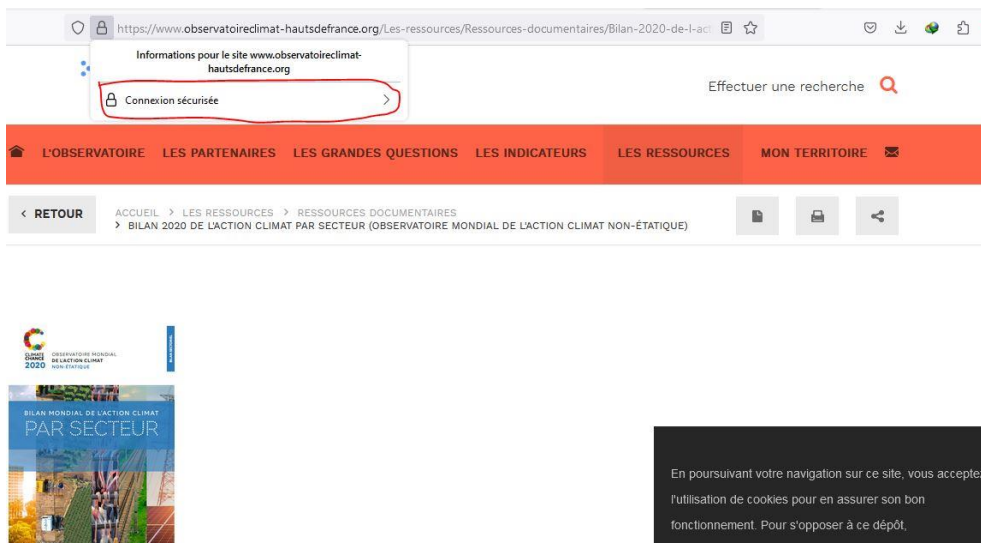 https://www.observatoireclimat-hautsdefrance.org/Les-ressources/Ressources-documentaires/Bilan-2020-de-l-act
Informations pour le site www.observatoireclimat-
hautsdefrance.org
Connexion sécurisée
Effectuer une recherche
L'OBSERVATOIRE LES PARTENAIRES LES GRANDES QUESTIONS LES INDICATEURS LES RESSOURCES MON TERRITOIRE
< RETOUR
ACCUEIL > LES RESSOURCES > RESSOURCES DOCUMENTAIRES
> BILAN 2020 DE L'ACTION CLIMAT PAR SECTEUR (OBSERVATOIRE MONDIAL DE L'ACTION CLIMAT NON-ÉTATIQUE)
CLIMATE
CHANCE
2020
OBSERVATOIRE MONDIAL
DE L'ACTION CLIMAT
NON-ÉTATIQUE
BILAN MONDIAL DE L'ACTION CLIMAT
PAR SECTEUR
En poursuivant votre navigation sur ce site, vous acceptez
l'utilisation de cookies pour en assurer son bon
fonctionnement. Pour s'opposer à ce dépôt,